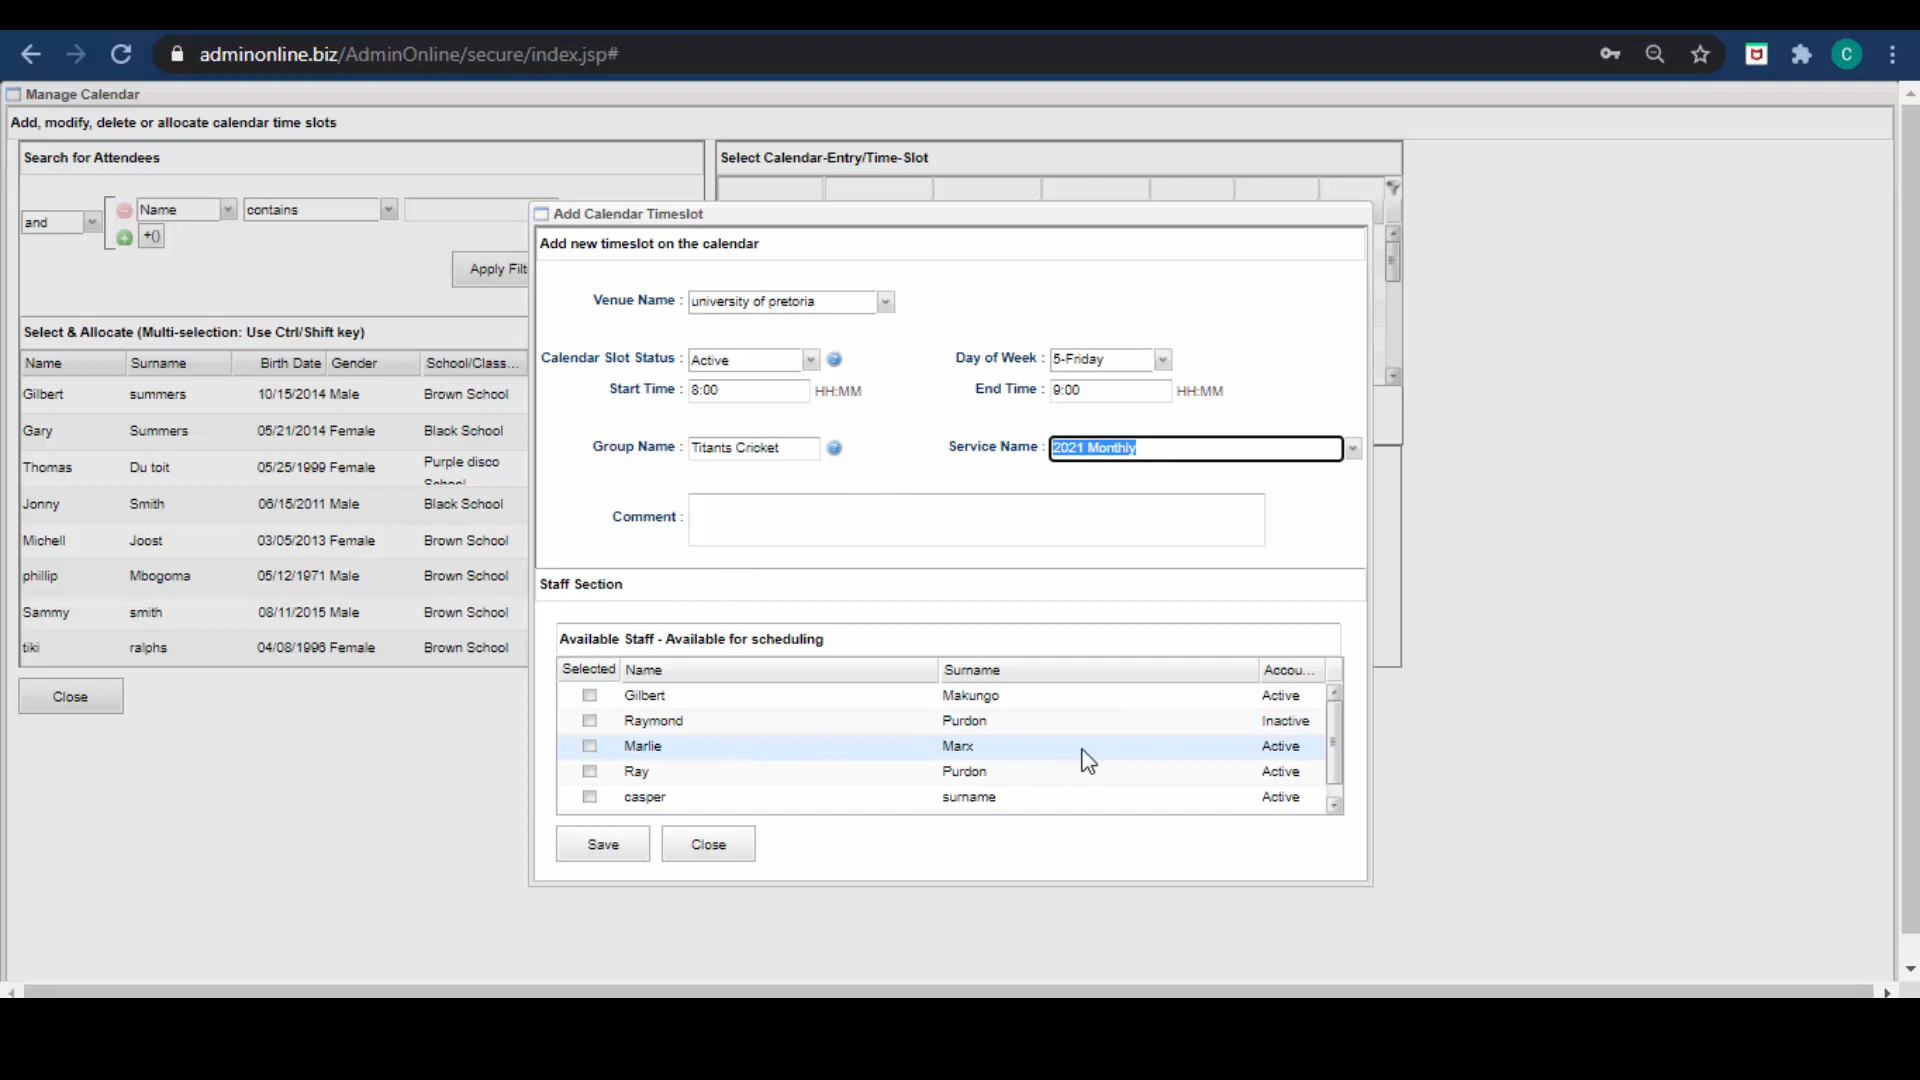 adminonline.biz/AdminOnline/secure/index.jsp#
C
Manage Calendar
Add, modify, delete or allocate calendar time slots
Search for Attendees
Select Calendar-Entry/Time-Slot
and
Name
contains
+()
Apply Filt
Select & Allocate (Multi-selection: Use Ctrl/Shift key)
Name Surname Birth Date Gender School/Class...
Gilbert summers 10/15/2014 Male Brown School
Gary Summers 05/21/2014 Female Black School
Thomas Du toit 05/25/1999 Female Purple disco School
Jonny Smith 06/15/2011 Male Black School
Michell Joost 03/05/2013 Female Brown School
phillip Mbogoma 05/12/1971 Male Brown School
Sammy smith 08/11/2015 Male Brown School
tiki ralphs 04/08/1996 Female Brown School
Close
Add Calendar Timeslot
Add new timeslot on the calendar
Venue Name : university of pretoria
Calendar Slot Status : Active Day of Week : 5-Friday
Start Time : 8:00 HH:MM End Time : 9:00 HH:MM
Group Name : Titants Cricket Service Name : 2021 Monthly
Comment :
Staff Section
Available Staff - Available for scheduling
Selected Name Surname Accou...
Gilbert Makungo Active
Raymond Purdon Inactive
Marlie Marx Active
Ray Purdon Active
casper surname Active
Save Close